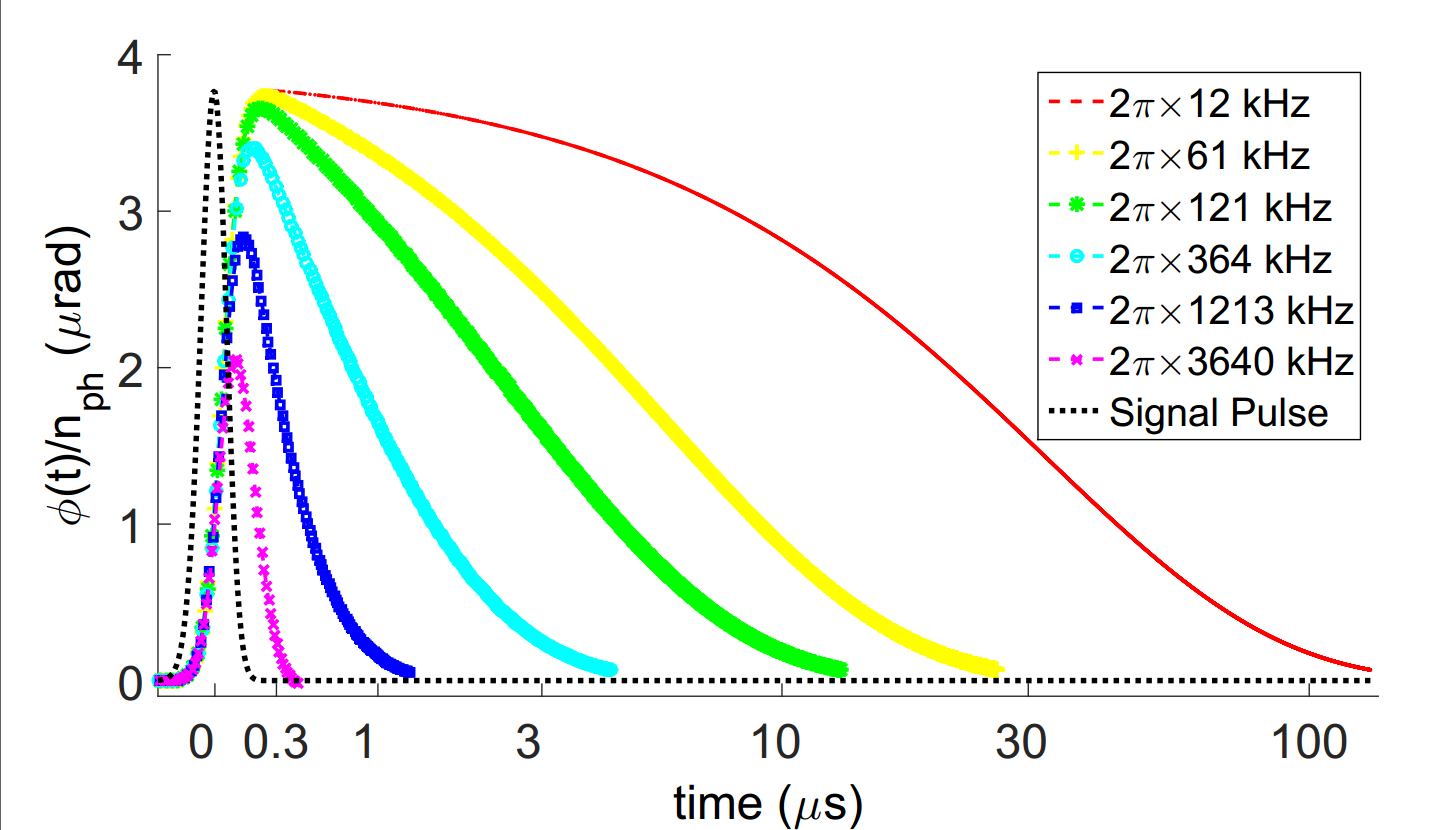 4
3
2
1
0
ϕ(t)/n_ph (μrad)
2π×12 kHz
2π×61 kHz
2π×121 kHz
2π×364 kHz
2π×1213 kHz
2π×3640 kHz
Signal Pulse
0 0.3 1 3 10 30 100
time (μs)